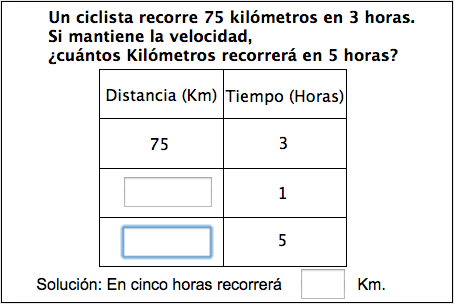 Un ciclista recorre 75 kilómetros en 3 horas.
Si mantiene la velocidad,
¿cuántos Kilómetros recorrerá en 5 horas?
Distancia (Km) Tiempo (Horas)
75 3
1
5
Solución: En cinco horas recorrerá Km.